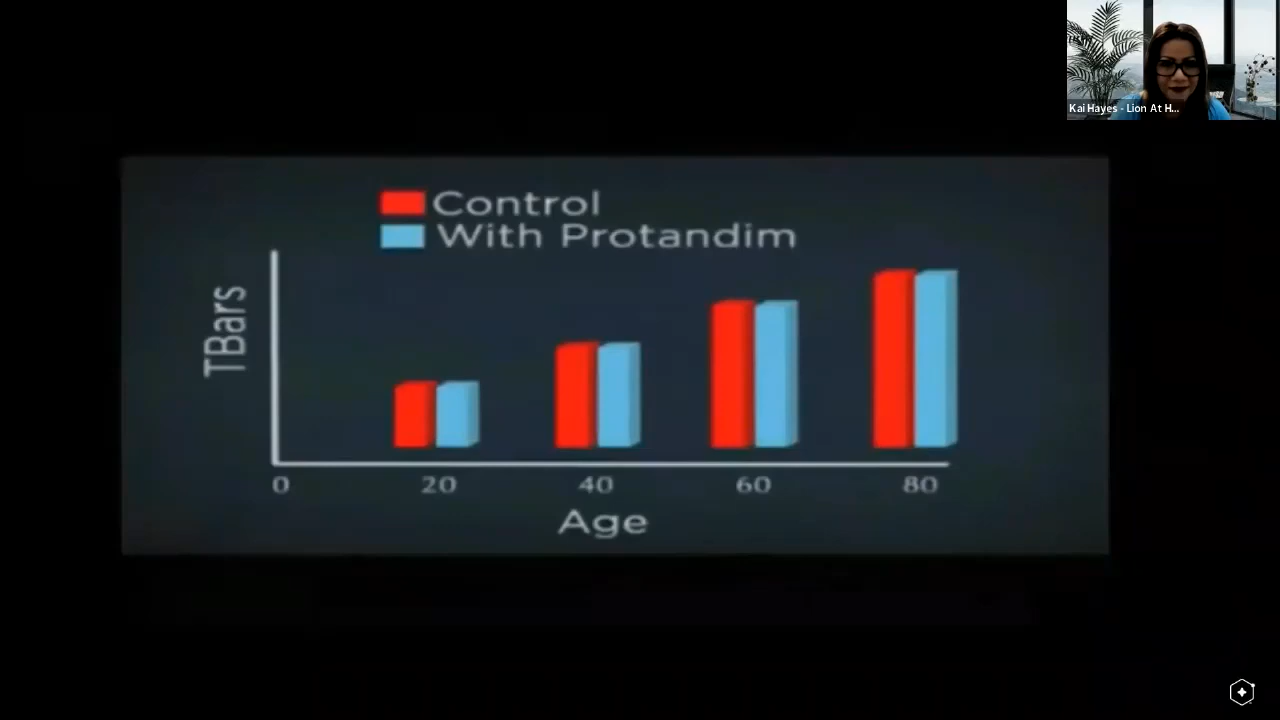 Kai Hayes - Lion At H...
Control
With Protandim
TBars
0 20 40 60 80
Age